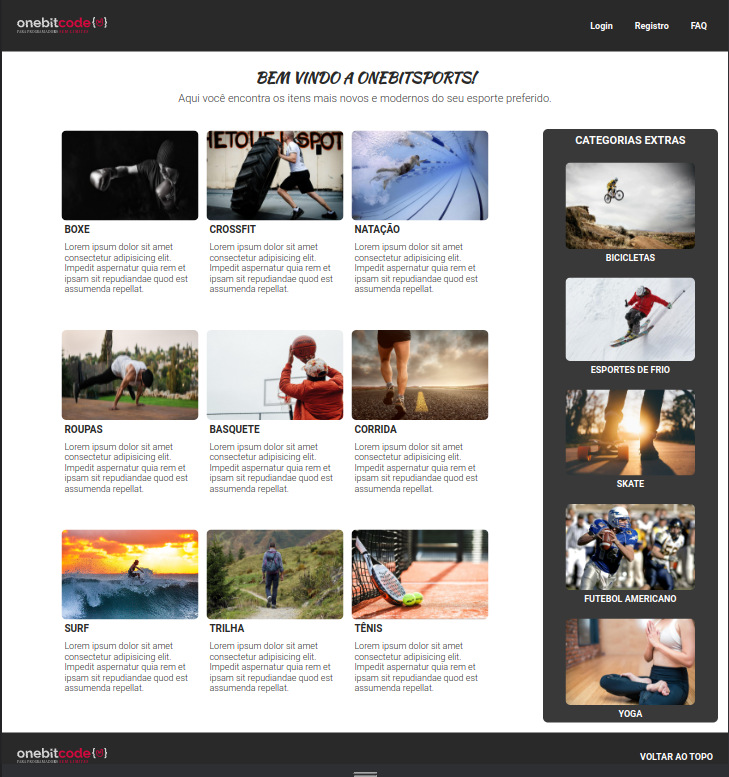 onebitcode{}
PARA PROGRAMADORES SEM LIMITES
Login Registro FAQ
BEM VINDO A ONEBITSPORTS!
Aqui você encontra os itens mais novos e modernos do seu esporte preferido.
BOXE
Lorem ipsum dolor sit amet
consectetur adipisicing elit.
Impedit aspernatur quia rem et
ipsam sit repudiandae quod est
assumenda repellat.
CROSSFIT
Lorem ipsum dolor sit amet
consectetur adipisicing elit.
Impedit aspernatur quia rem et
ipsam sit repudiandae quod est
assumenda repellat.
NATAÇÃO
Lorem ipsum dolor sit amet
consectetur adipisicing elit.
Impedit aspernatur quia rem et
ipsam sit repudiandae quod est
assumenda repellat.
ROUPAS
Lorem ipsum dolor sit amet
consectetur adipisicing elit.
Impedit aspernatur quia rem et
ipsam sit repudiandae quod est
assumenda repellat.
BASQUETE
Lorem ipsum dolor sit amet
consectetur adipisicing elit.
Impedit aspernatur quia rem et
ipsam sit repudiandae quod est
assumenda repellat.
CORRIDA
Lorem ipsum dolor sit amet
consectetur adipisicing elit.
Impedit aspernatur quia rem et
ipsam sit repudiandae quod est
assumenda repellat.
SURF
Lorem ipsum dolor sit amet
consectetur adipisicing elit.
Impedit aspernatur quia rem et
ipsam sit repudiandae quod est
assumenda repellat.
TRILHA
Lorem ipsum dolor sit amet
consectetur adipisicing elit.
Impedit aspernatur quia rem et
ipsam sit repudiandae quod est
assumenda repellat.
TÊNIS
Lorem ipsum dolor sit amet
consectetur adipisicing elit.
Impedit aspernatur quia rem et
ipsam sit repudiandae quod est
assumenda repellat.
CATEGORIAS EXTRAS
BICICLETAS
ESPORTES DE FRIO
SKATE
FUTEBOL AMERICANO
YOGA
onebitcode{}
VOLTAR AO TOPO